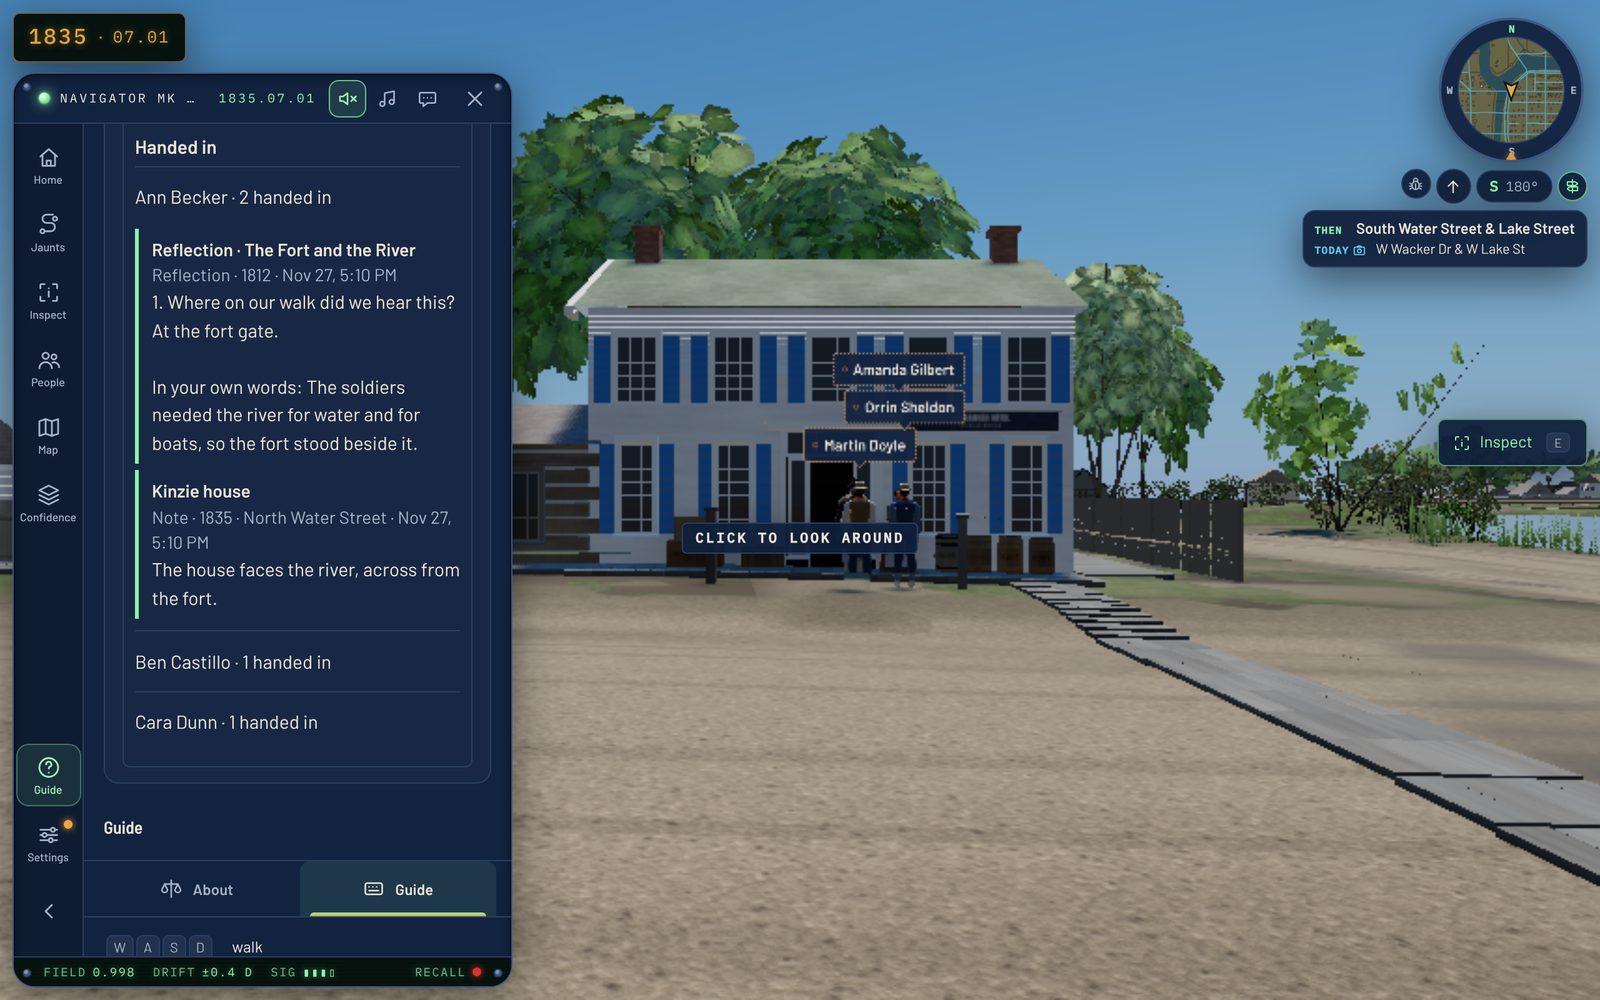 1835 · 07.01
NAVIGATOR MK …
1835.07.01
Home
Jaunts
Inspect
People
Map
Confidence
Guide
Settings
Handed in
Ann Becker · 2 handed in
Reflection · The Fort and the River
Reflection · 1812 · Nov 27, 5:10 PM
1. Where on our walk did we hear this?
At the fort gate.
In your own words: The soldiers
needed the river for water and for
boats, so the fort stood beside it.
Kinzie house
Note · 1835 · North Water Street · Nov 27,
5:10 PM
The house faces the river, across from
the fort.
Ben Castillo · 1 handed in
Cara Dunn · 1 handed in
Guide
About
Guide
W A S D walk
FIELD 0.998 DRIFT ±0.4 D SIG
RECALL
Amanda Gilbert
Orrin Sheldon
Martin Doyle
CLICK TO LOOK AROUND
N
W
E
S
S 180°
THEN South Water Street & Lake Street
TODAY W Wacker Dr & W Lake St
Inspect E